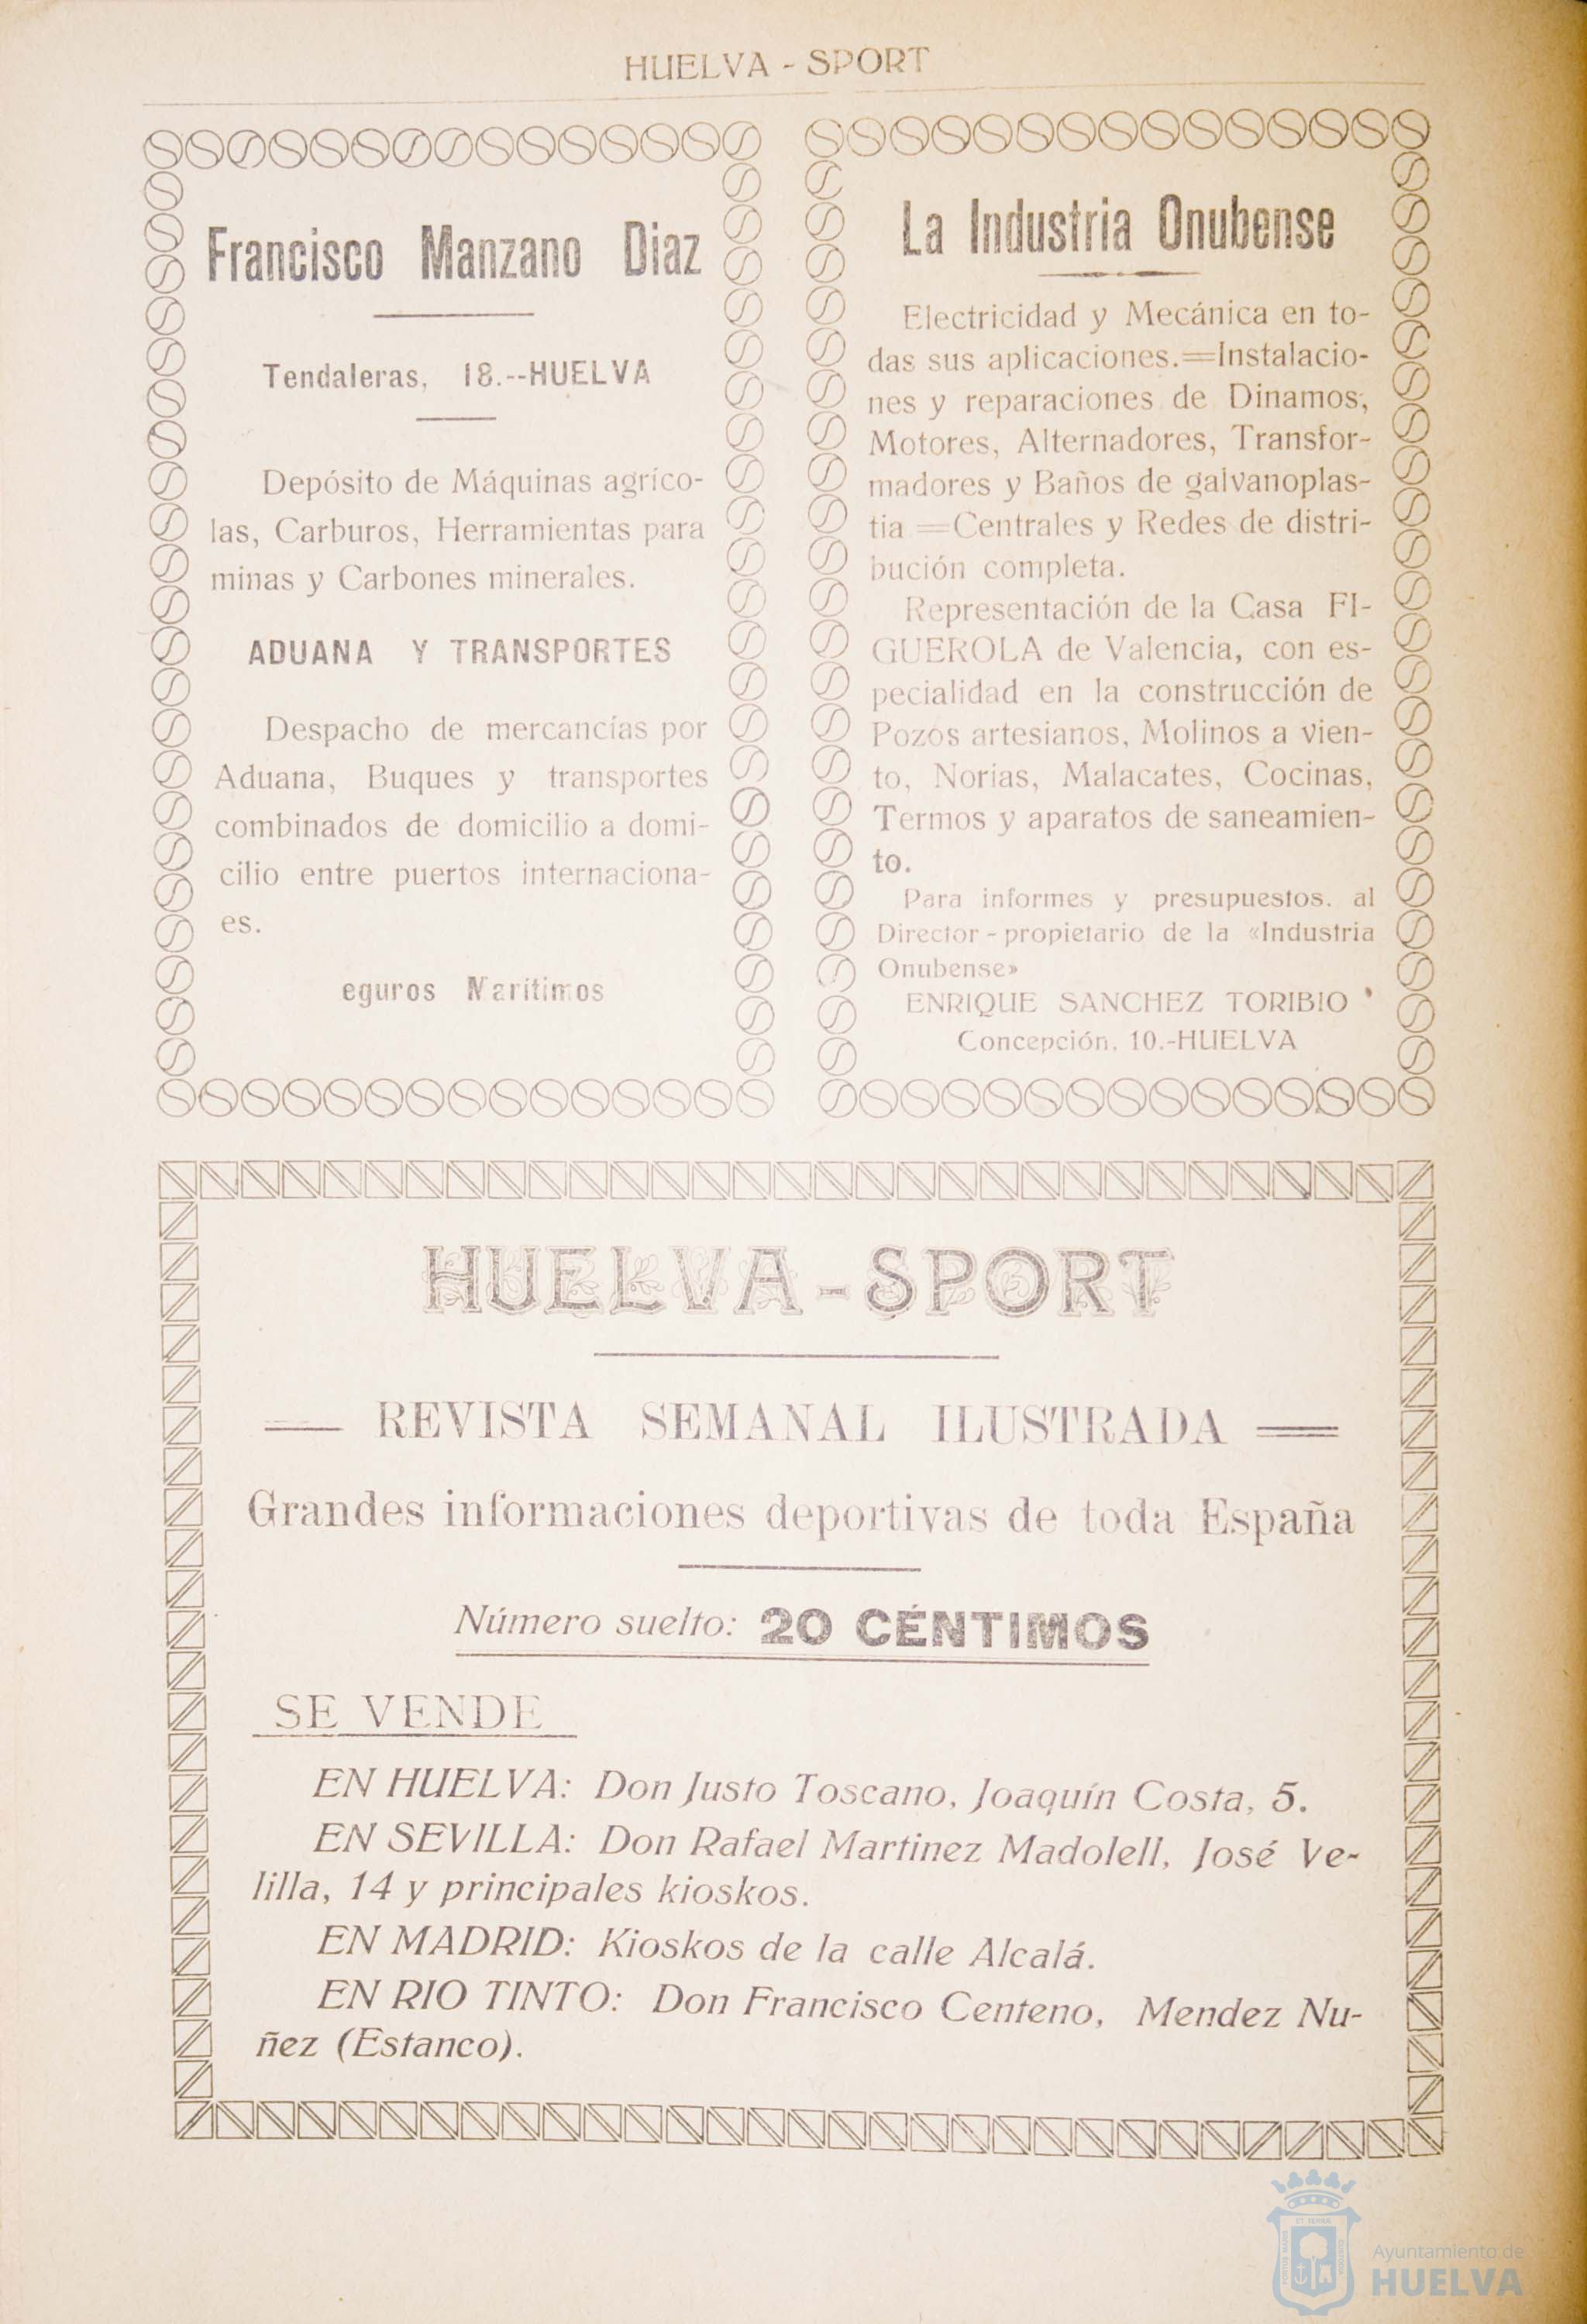 HUELVA - SPORT
Francisco Manzano Diaz
Tendaleras, 18.--HUELVA
Depósito de Máquinas agríco-
las, Carburos, Herramientas para
minas y Carbones minerales.
ADUANA Y TRANSPORTES
Despacho de mercancías por
Aduana, Buques y transportes
combinados de domicilio a domi-
cilio entre puertos internaciona-
es.
eguros Marítimos
La Industria Onubense
Electricidad y Mecánica en to-
das sus aplicaciones.=Instalacio-
nes y reparaciones de Dinamos,
Motores, Alternadores, Transfor-
madores y Baños de galvanoplas-
tia =Centrales y Redes de distri-
bución completa.
Representación de la Casa FI-
GUEROLA de Valencia, con es-
pecialidad en la construcción de
Pozos artesianos, Molinos a vien-
to, Norias, Malacates, Cocinas,
Termos y aparatos de saneamien-
to.
Para informes y presupuestos. al
Director - propietario de la «Industria
Onubense»
ENRIQUE SANCHEZ TORIBIO
Concepción. 10.-HUELVA
HUELVA - SPORT
REVISTA SEMANAL ILUSTRADA
Grandes informaciones deportivas de toda España
Número suelto: 20 CÉNTIMOS
SE VENDE
EN HUELVA: Don Justo Toscano, Joaquín Costa, 5.
EN SEVILLA: Don Rafael Martinez Madolell, José Ve-
lilla, 14 y principales kioskos.
EN MADRID: Kioskos de la calle Alcalá.
EN RIO TINTO: Don Francisco Centeno, Mendez Nu-
ñez (Estanco).
Ayuntamiento de
HUELVA